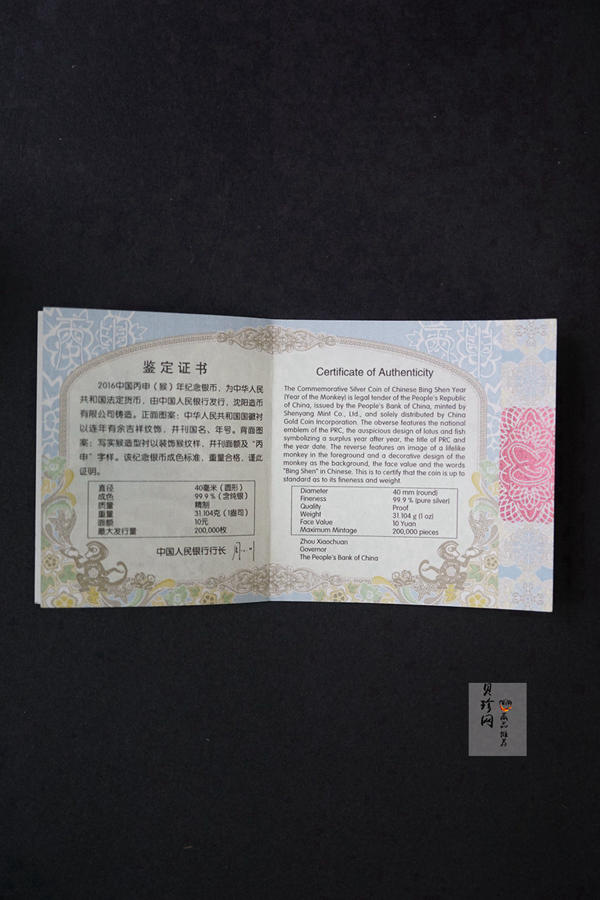 鉴定证书
2016中国丙申（猴）年纪念银币，为中华人民
共和国法定货币，由中国人民银行发行，沈阳造币
有限公司铸造。正面图案：中华人民共和国国徽衬
以连年有余吉祥纹饰，并刊国名、年号。背面图
案：写实猴造型衬以装饰猴纹样，并刊面额及“丙
申”字样。该纪念银币成色标准，重量合格，谨此
证明。
直径 40毫米（圆形）
成色 99.9％（含纯银）
质量 精制
重量 31.104克（1盎司）
面额 10元
最大发行量 200,000枚
中国人民银行行长
Certificate of Authenticity
The Commemorative Silver Coin of Chinese Bing Shen Year
(Year of the Monkey) is legal tender of the People's Republic
of China, issued by the People's Bank of China, minted by
Shenyang Mint Co., Ltd., and solely distributed by China
Gold Coin Incorporation. The obverse features the national
emblem of the PRC, the auspicious design of lotus and fish
symbolizing a surplus year after year, the title of PRC and
the year date. The reverse features an image of a lifelike
monkey in the foreground and a decorative design of the
monkey as the background, the face value and the words
"Bing Shen" in Chinese. This is to certify that the coin is up to
standard as to its fineness and weight.
Diameter 40 mm (round)
Fineness 99.9 % (pure silver)
Quality Proof
Weight 31.104 g (1 oz)
Face Value 10 Yuan
Maximum Mintage 200,000 pieces
Zhou Xiaochuan
Governor
The People's Bank of China
贝珍网
藏品推荐